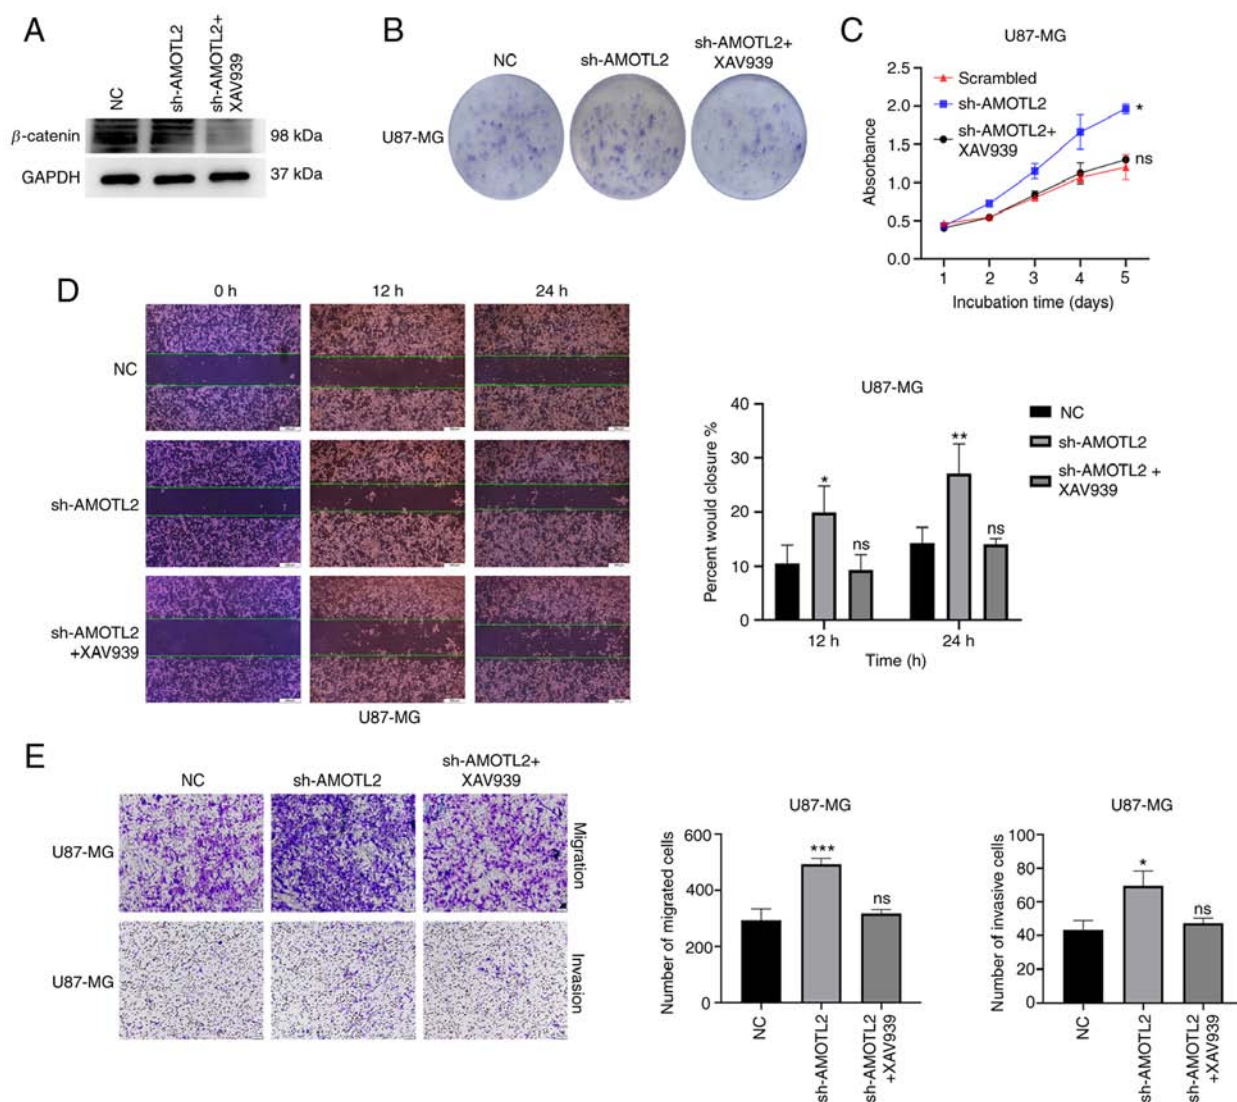 A
NC
sh-AMOTL2
sh-AMOTL2+
XAV939
β-catenin
98 kDa
GAPDH
37 kDa
B
NC
sh-AMOTL2
sh-AMOTL2+
XAV939
U87-MG
C
U87-MG
Scrambled
sh-AMOTL2
sh-AMOTL2+
XAV939
*
ns
Absorbance
2.5
2.0
1.5
1.0
0.5
0.0
1 2 3 4 5
Incubation time (days)
D
0 h 12 h 24 h
NC
sh-AMOTL2
sh-AMOTL2
+XAV939
U87-MG
U87-MG
Percent would closure %
40
30
20
10
0
*
ns
**
ns
12 h 24 h
Time (h)
NC
sh-AMOTL2
sh-AMOTL2 +
XAV939
E
NC
sh-AMOTL2
sh-AMOTL2+
XAV939
U87-MG
Migration
U87-MG
Invasion
U87-MG
Number of migrated cells
600
400
200
0
***
ns
NC
sh-AMOTL2
sh-AMOTL2
+XAV939
U87-MG
Number of invasive cells
100
80
60
40
20
0
*
ns
NC
sh-AMOTL2
sh-AMOTL2
+XAV939